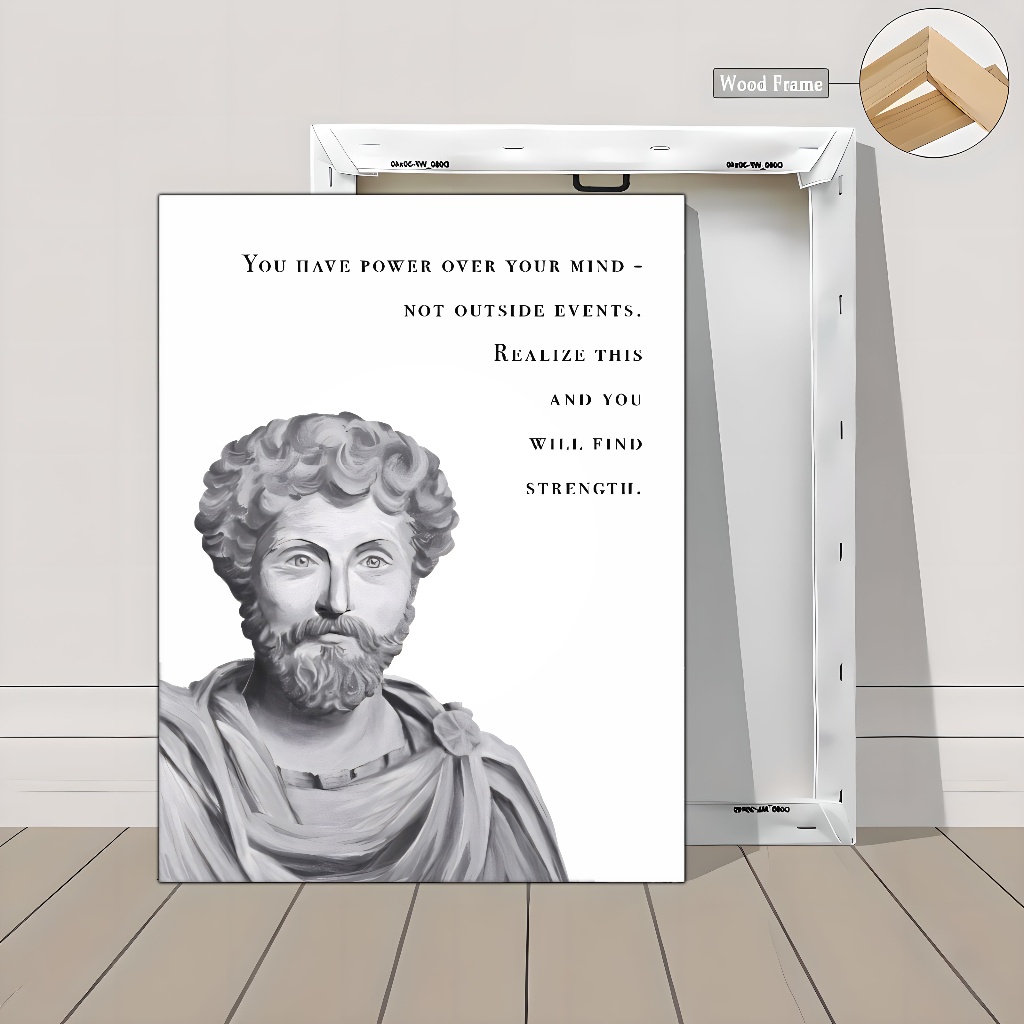 Wood Frame
YOU HAVE POWER OVER YOUR MIND -
NOT OUTSIDE EVENTS.
REALIZE THIS
AND YOU
WILL FIND
STRENGTH.